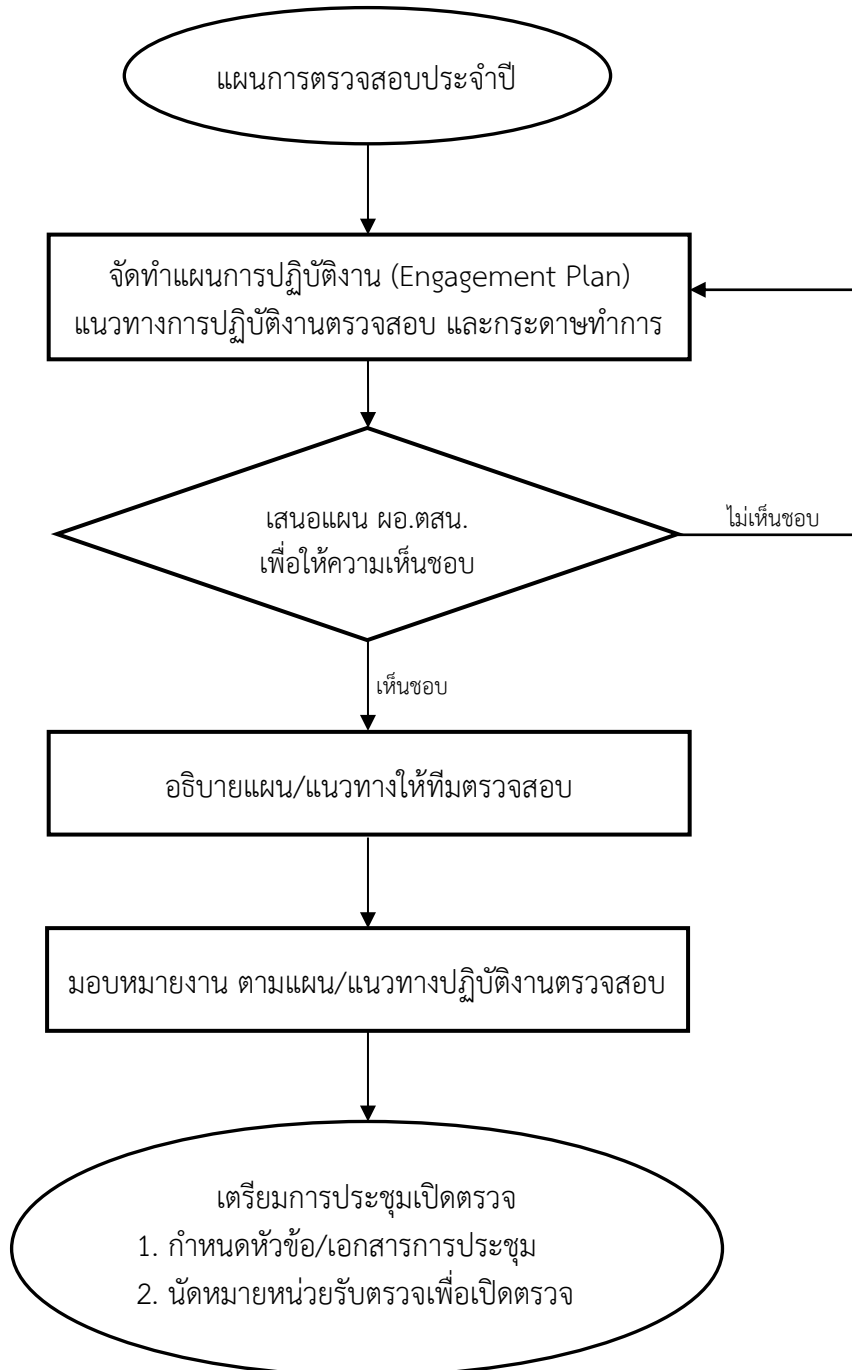 แผนการตรวจสอบประจำปี
จัดทำแผนการปฏิบัติงาน (Engagement Plan)
แนวทางการปฏิบัติงานตรวจสอบ และกระดาษทำการ
เสนอแผน ผอ.ตสน.
เพื่อให้ความเห็นชอบ
ไม่เห็นชอบ
เห็นชอบ
อธิบายแผน/แนวทางให้ทีมตรวจสอบ
มอบหมายงาน ตามแผน/แนวทางปฏิบัติงานตรวจสอบ
เตรียมการประชุมเปิดตรวจ
1. กำหนดหัวข้อ/เอกสารการประชุม
2. นัดหมายหน่วยรับตรวจเพื่อเปิดตรวจ